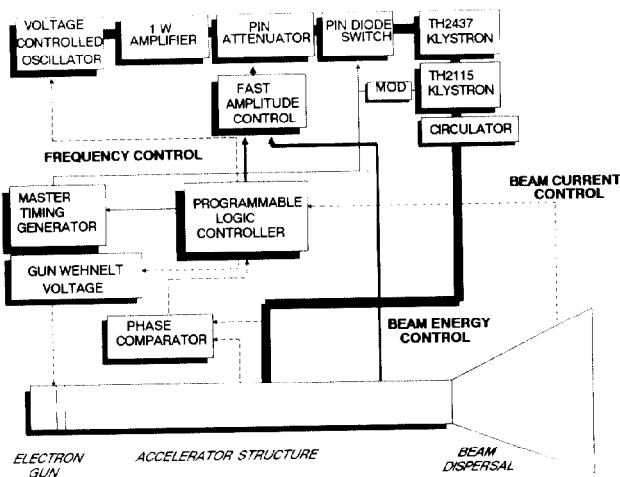 VOLTAGE
CONTROLLED
OSCILLATOR
1 W
AMPLIFIER
PIN
ATTENUATOR
PIN DIODE
SWITCH
TH2437
KLYSTRON
TH2115
KLYSTRON
MOD
CIRCULATOR
FAST
AMPLITUDE
CONTROL
FREQUENCY CONTROL
BEAM CURRENT
CONTROL
MASTER
TIMING
GENERATOR
PROGRAMMABLE
LOGIC
CONTROLLER
GUN WEHNELT
VOLTAGE
PHASE
COMPARATOR
BEAM ENERGY
CONTROL
ELECTRON
GUN
ACCELERATOR STRUCTURE
BEAM
DISPERSAL